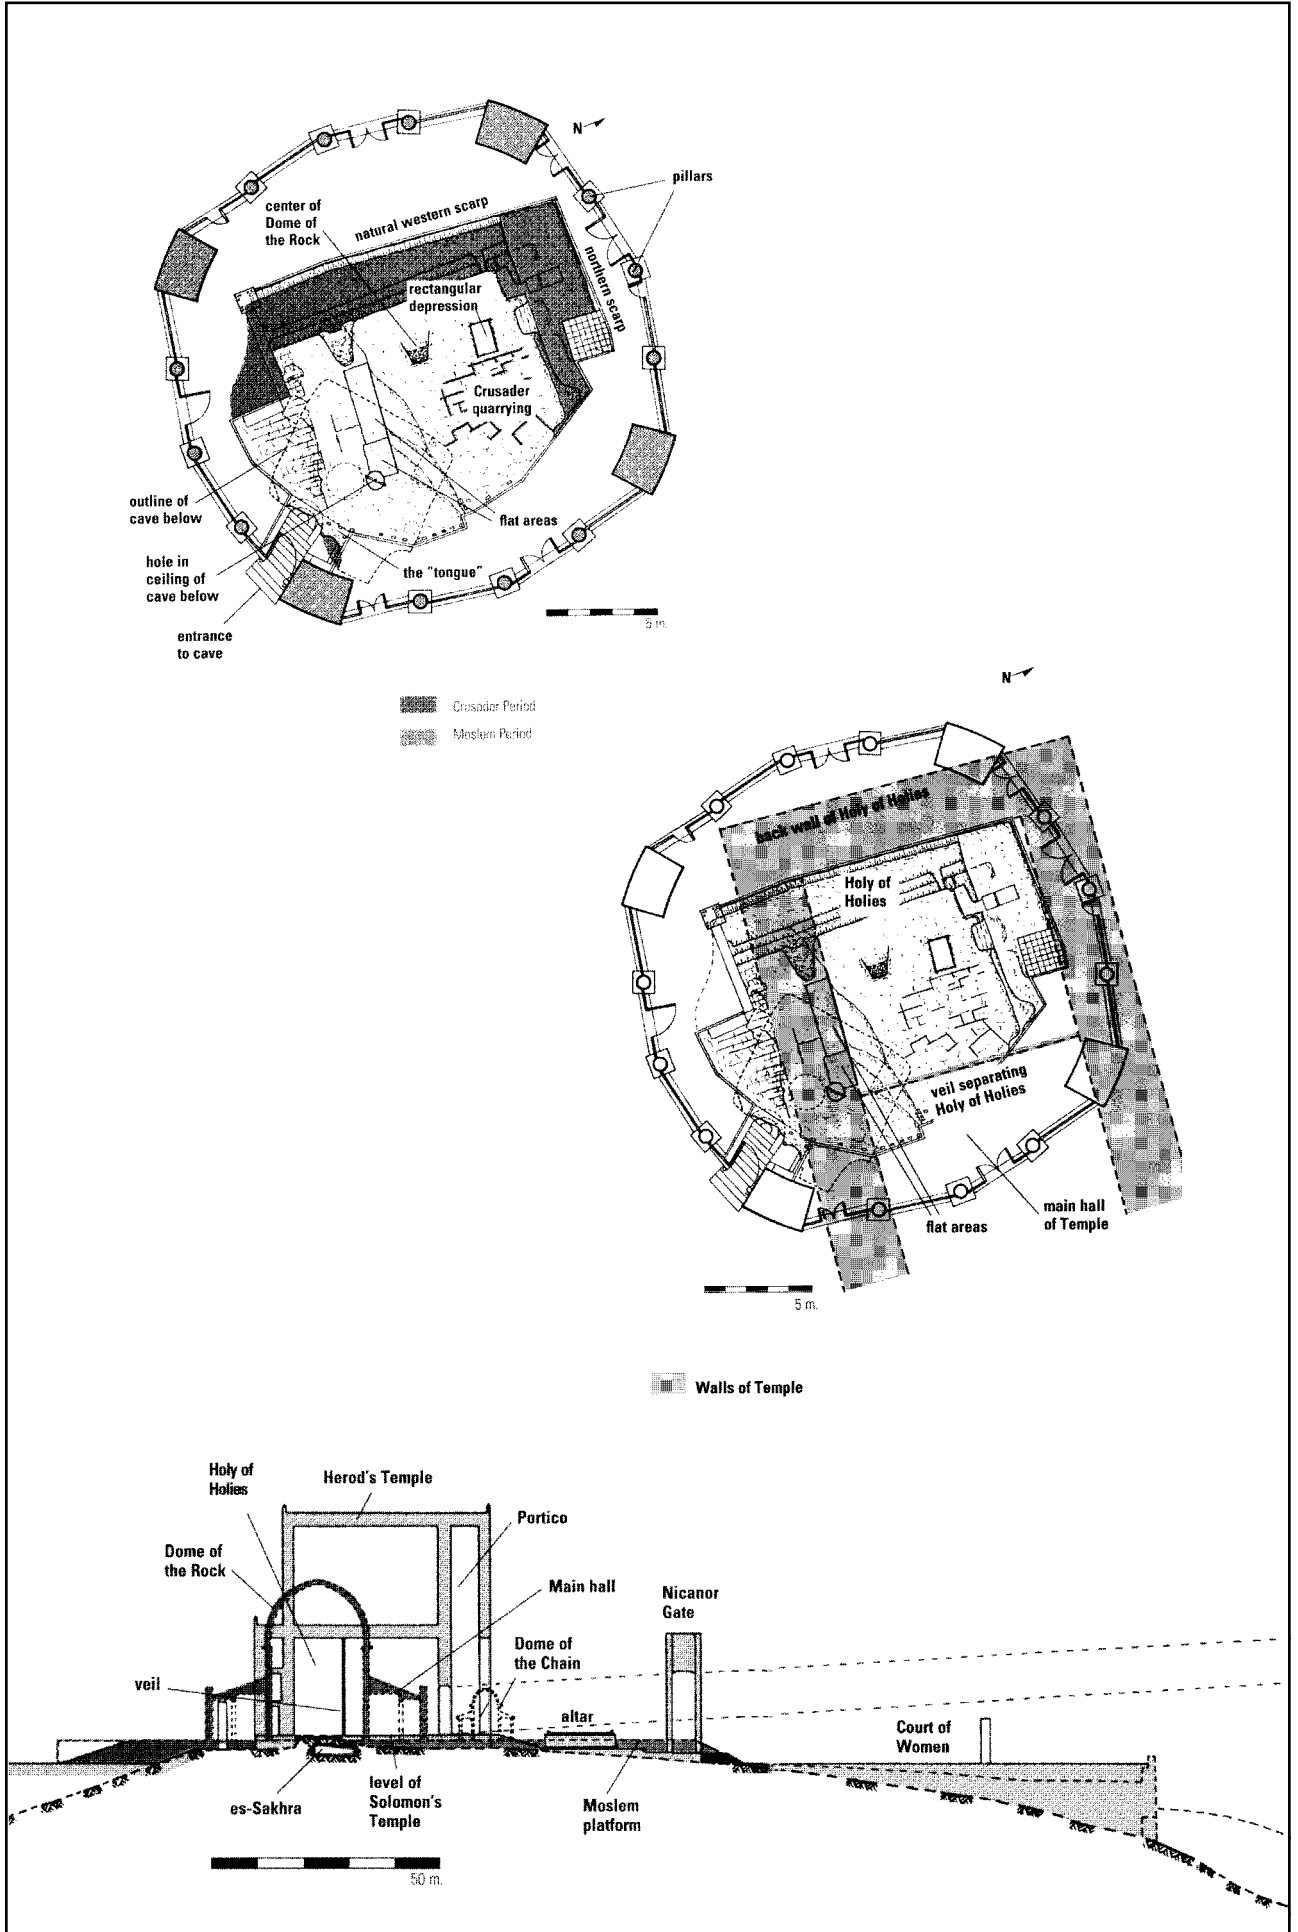 N
pillars
center of
Dome of
the Rock
natural western scarp
northern scarp
rectangular
depression
Crusader
quarrying
outline of
cave below
flat areas
hole in
ceiling of
cave below
the "tongue"
entrance
to cave
5 m.
Crusader Period
Moslem Period
N
back wall of Holy of Holies
Holy of
Holies
veil separating
Holy of Holies
main hall
of Temple
flat areas
5 m.
Walls of Temple
Holy of
Holies
Herod's Temple
Portico
Dome of
the Rock
Main hall
Nicanor
Gate
Dome of
the Chain
veil
altar
Court of
Women
es-Sakhra
level of
Solomon's
Temple
Moslem
platform
50 m.